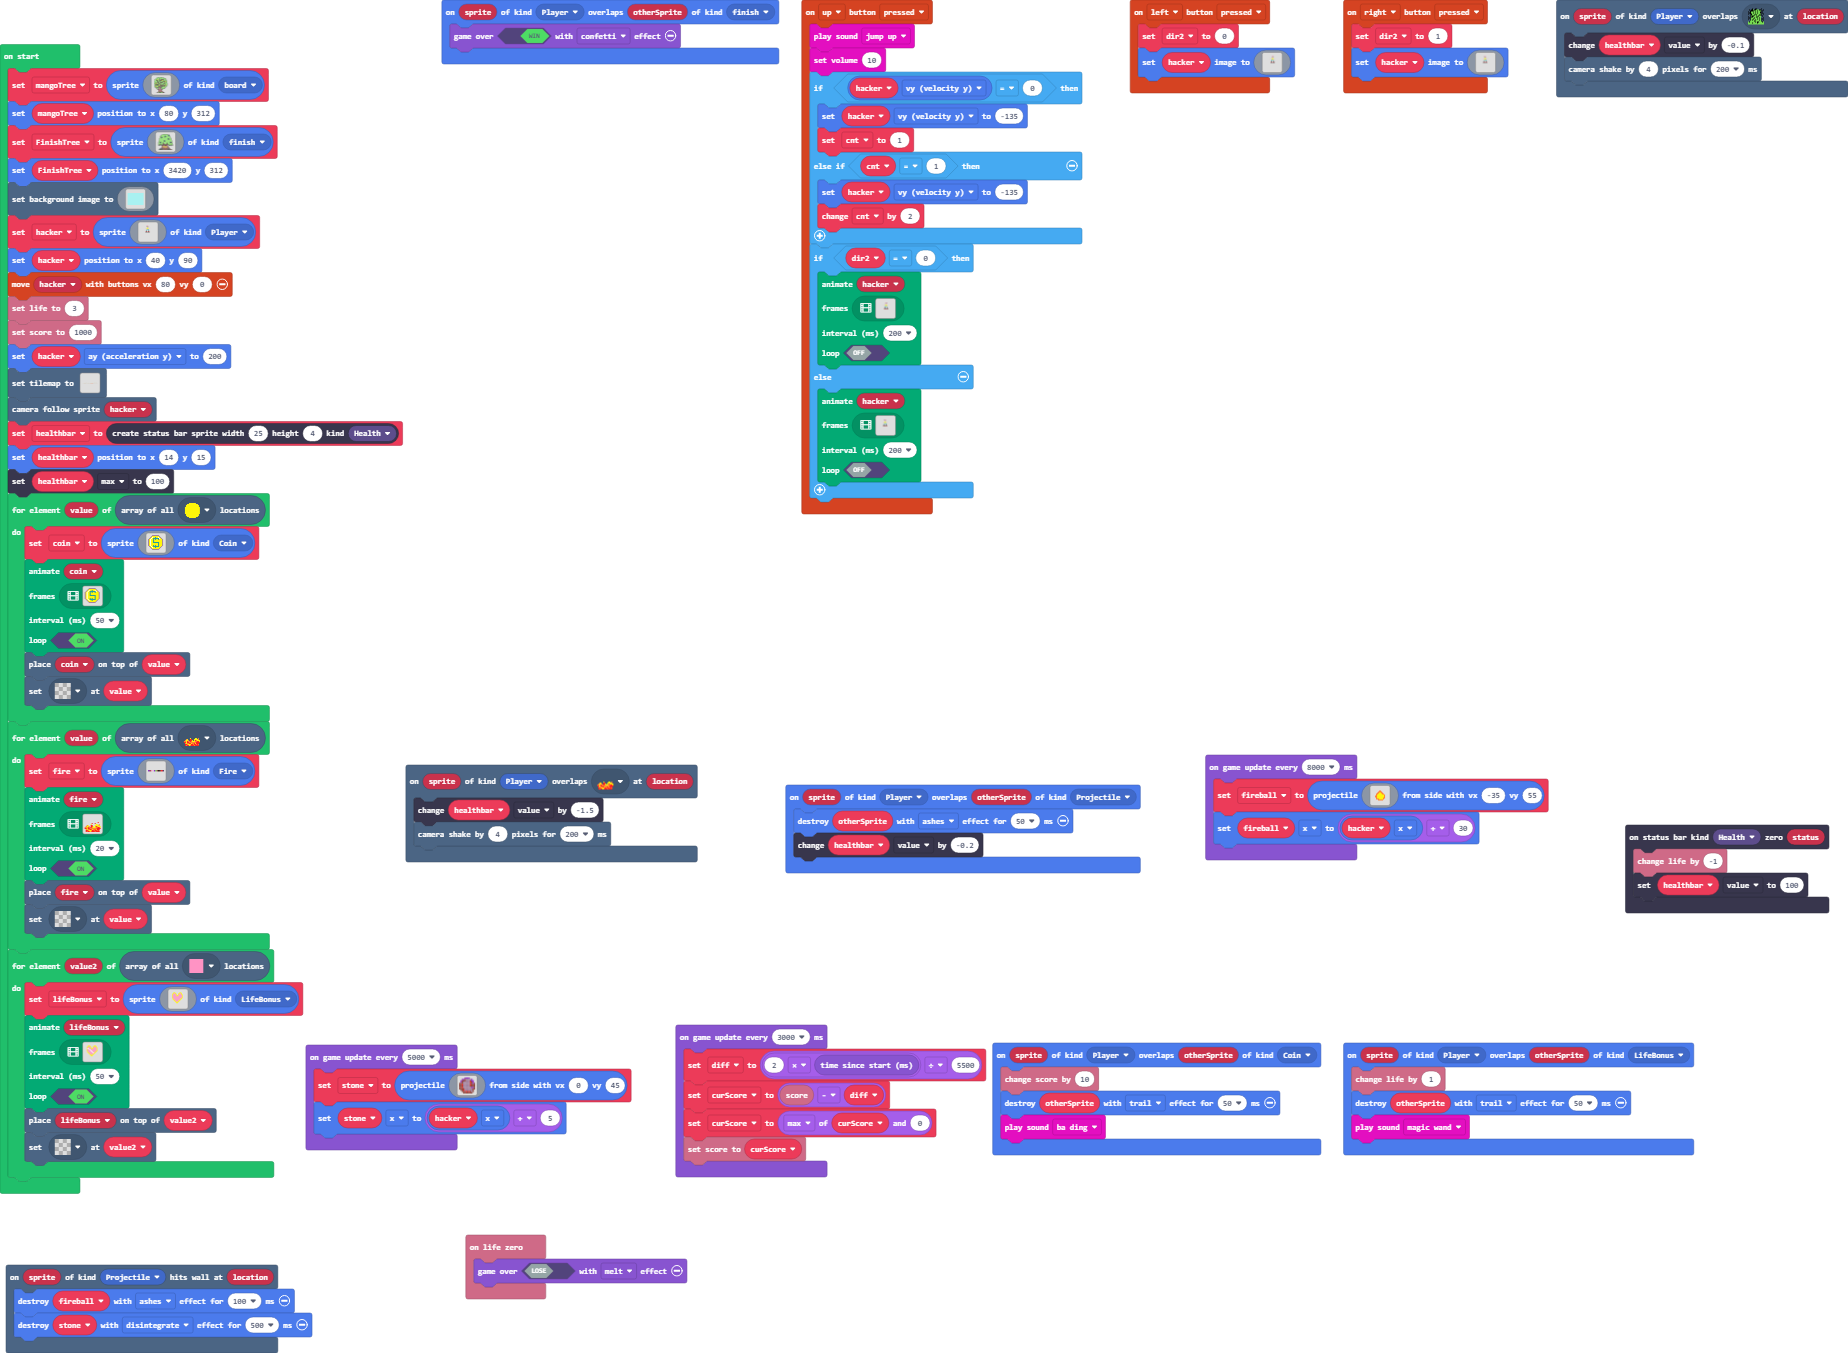 on start
set mangoTree to sprite of kind board
set mangoTree position to x 80 y 312
set FinishTree to sprite of kind finish
set FinishTree position to x 3420 y 312
set background image to
set hacker to sprite of kind Player
set hacker position to x 40 y 90
move hacker with buttons vx 80 vy 0
set life to 3
set score to 1000
set hacker ay (acceleration y) to 200
set tilemap to
camera follow sprite hacker
set healthbar to create status bar sprite width 25 height 4 kind Health
set healthbar position to x 14 y 15
set healthbar max to 100
for element value of array of all locations
do
set coin to sprite of kind Coin
animate coin
frames
interval (ms) 50
loop ON
place coin on top of value
set at value
for element value of array of all locations
do
set fire to sprite of kind Fire
animate fire
frames
interval (ms) 20
loop ON
place fire on top of value
set at value
for element value2 of array of all locations
do
set lifeBonus to sprite of kind LifeBonus
animate lifeBonus
frames
interval (ms) 50
loop ON
place lifeBonus on top of value2
set at value2
on sprite of kind Player overlaps otherSprite of kind finish
game over WIN with confetti effect
on up button pressed
play sound jump up
set volume 10
if hacker vy (velocity y) = 0 then
set hacker vy (velocity y) to -135
set cnt to 1
else if cnt = 1 then
set hacker vy (velocity y) to -135
change cnt by 2
if dir2 = 0 then
animate hacker
frames
interval (ms) 200
loop OFF
else
animate hacker
frames
interval (ms) 200
loop OFF
on left button pressed
set dir2 to 0
set hacker image to
on right button pressed
set dir2 to 1
set hacker image to
on sprite of kind Player overlaps at location
change healthbar value by -0.1
camera shake by 4 pixels for 200 ms
on sprite of kind Player overlaps at location
change healthbar value by -1.5
camera shake by 4 pixels for 200 ms
on sprite of kind Player overlaps otherSprite of kind Projectile
destroy otherSprite with ashes effect for 50 ms
change healthbar value by -0.2
on game update every 8000 ms
set fireball to projectile from side with vx -35 vy 55
set fireball x to hacker x + 30
on status bar kind Health zero status
change life by -1
set healthbar value to 100
on game update every 5000 ms
set stone to projectile from side with vx 0 vy 45
set stone x to hacker x + 5
on game update every 3000 ms
set diff to 2 × time since start (ms) ÷ 5500
set curScore to score - diff
set curScore to max of curScore and 0
set score to curScore
on sprite of kind Player overlaps otherSprite of kind Coin
change score by 10
destroy otherSprite with trail effect for 50 ms
play sound ba ding
on sprite of kind Player overlaps otherSprite of kind LifeBonus
change life by 1
destroy otherSprite with trail effect for 50 ms
play sound magic wand
on life zero
game over LOSE with melt effect
on sprite of kind Projectile hits wall at location
destroy fireball with ashes effect for 100 ms
destroy stone with disintegrate effect for 500 ms